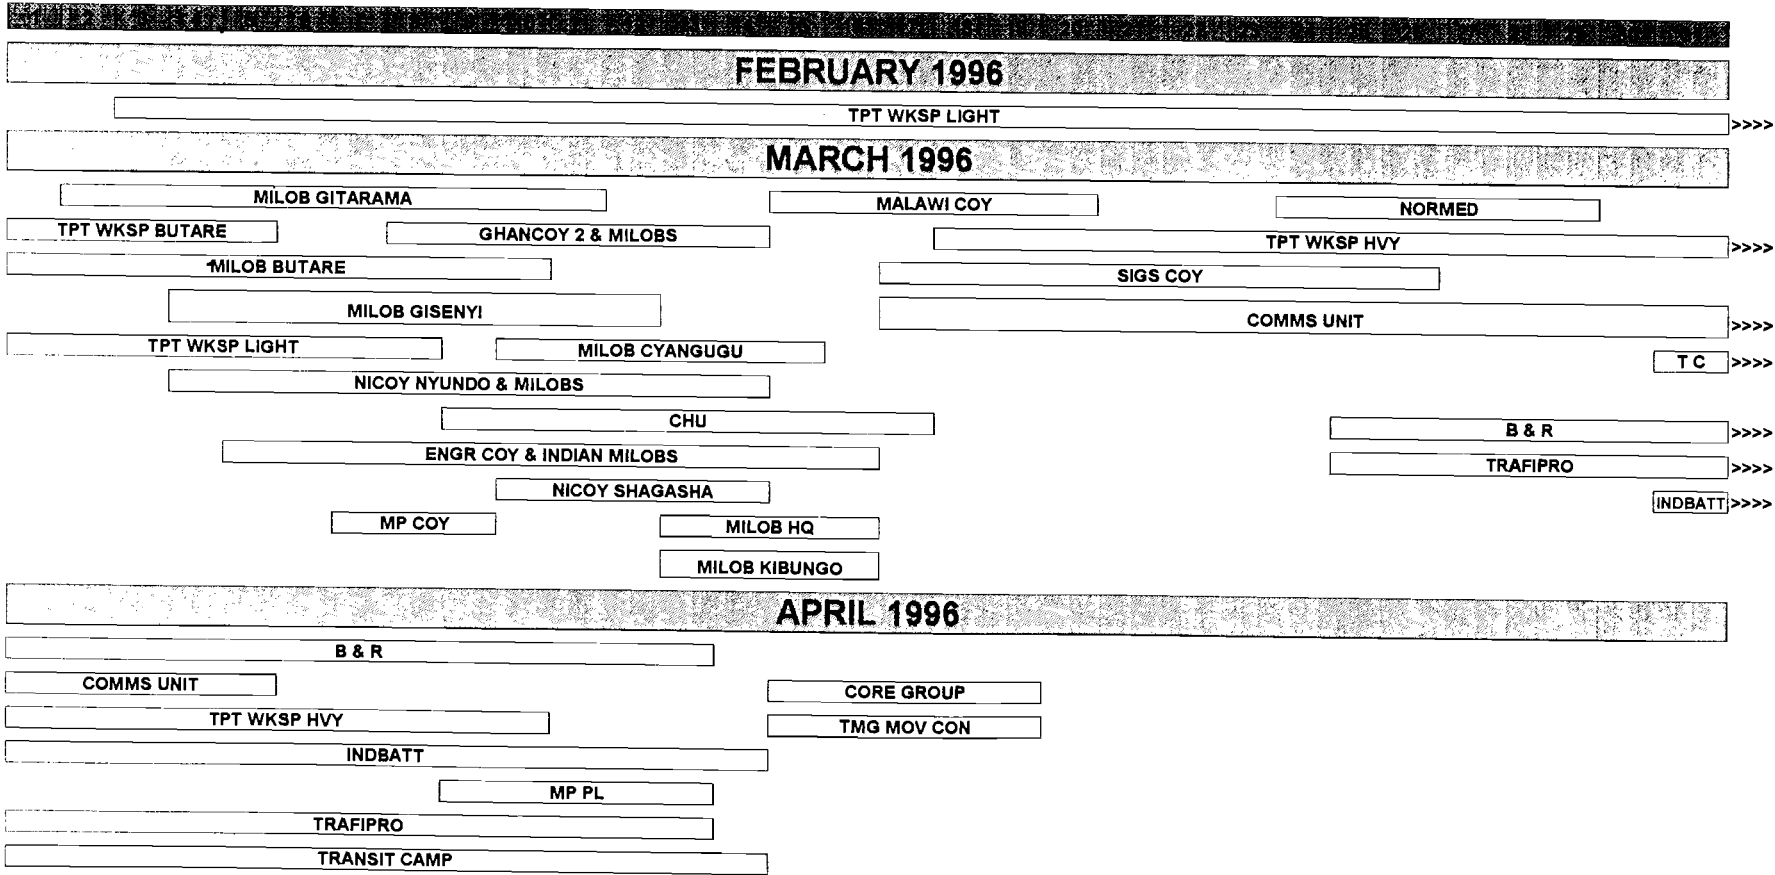 FEBRUARY 1996
TPT WKSP LIGHT >>>>
MARCH 1996
MILOB GITARAMA MALAWI COY NORMED
TPT WKSP BUTARE GHANCOY 2 & MILOBS TPT WKSP HVY >>>>
MILOB BUTARE SIGS COY
MILOB GISENYI COMMS UNIT >>>>
TPT WKSP LIGHT MILOB CYANGUGU T C >>>>
NICOY NYUNDO & MILOBS
CHU B & R >>>>
ENGR COY & INDIAN MILOBS TRAFIPRO >>>>
NICOY SHAGASHA INDBATT >>>>
MP COY MILOB HQ
MILOB KIBUNGO
APRIL 1996
B & R
COMMS UNIT CORE GROUP
TPT WKSP HVY TMG MOV CON
INDBATT
MP PL
TRAFIPRO
TRANSIT CAMP